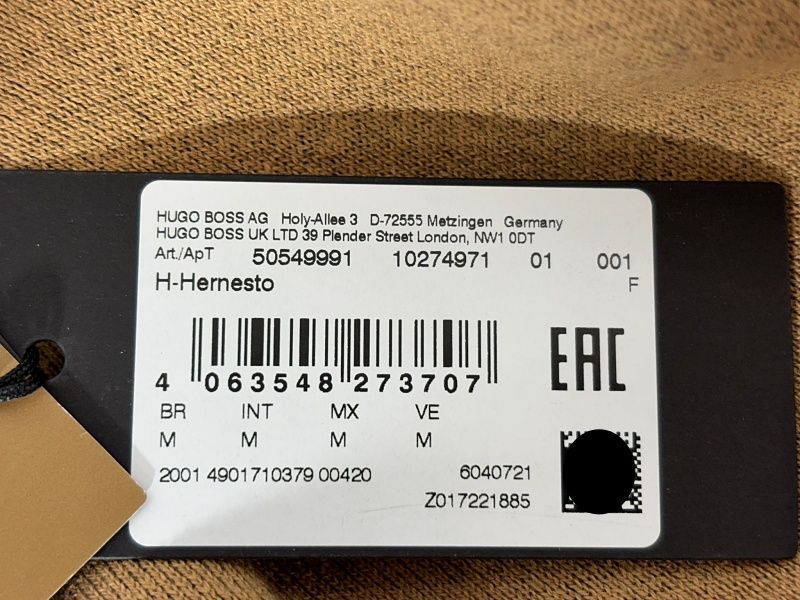 HUGO BOSS AG Holy-Allee 3 D-72555 Metzingen Germany
HUGO BOSS UK LTD 39 Plender Street London, NW1 0DT
Art./ApT 50549991 10274971 01 001
H-Hernesto F
EAC
4 063548 273707
BR INT MX VE
M M M M
2001 4901710379 00420 6040721
Z017221885